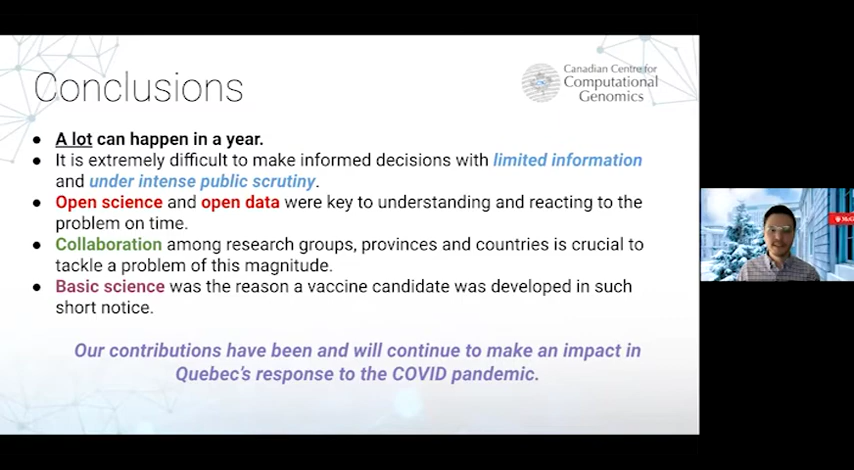 Conclusions
Canadian Centre for
Computational
Genomics
● A lot can happen in a year.
● It is extremely difficult to make informed decisions with limited information
and under intense public scrutiny.
● Open science and open data were key to understanding and reacting to the
problem on time.
● Collaboration among research groups, provinces and countries is crucial to
tackle a problem of this magnitude.
● Basic science was the reason a vaccine candidate was developed in such
short notice.
Our contributions have been and will continue to make an impact in
Quebec's response to the COVID pandemic.